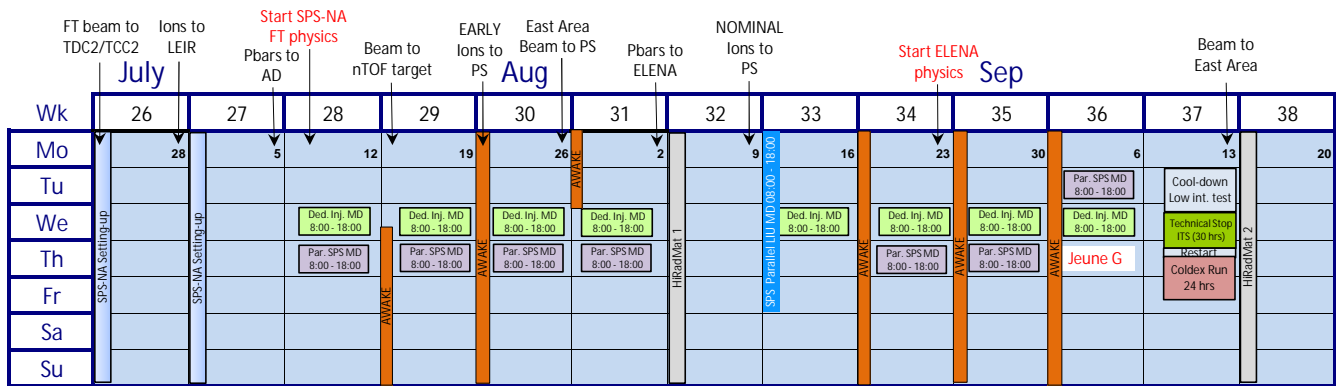 FT beam to
TDC2/TCC2
Ions to
LEIR
Start SPS-NA
FT physics
Pbars to
AD
Beam to
nTOF target
EARLY
Ions to
PS
East Area
Beam to PS
Pbars to
ELENA
NOMINAL
Ions to
PS
Start ELENA
physics
Beam to
East Area
July
Aug
Sep
Wk 26 27 28 29 30 31 32 33 34 35 36 37 38
Mo 28 5 12 19 26 2 9 16 23 30 6 13 20
Tu
We
Th
Fr
Sa
Su
SPS-NA Setting-up
SPS-NA Setting-up
Ded. Inj. MD
8:00 - 18:00
Par. SPS MD
8:00 - 18:00
AWAKE
Ded. Inj. MD
8:00 - 18:00
Par. SPS MD
8:00 - 18:00
AWAKE
Ded. Inj. MD
8:00 - 18:00
Par. SPS MD
8:00 - 18:00
AWAKE
Ded. Inj. MD
8:00 - 18:00
Par. SPS MD
8:00 - 18:00
HiRadMat 1
SPS Parallel LIU MD 08:00 - 18:00
Ded. Inj. MD
8:00 - 18:00
AWAKE
Ded. Inj. MD
8:00 - 18:00
Par. SPS MD
8:00 - 18:00
AWAKE
Ded. Inj. MD
8:00 - 18:00
Par. SPS MD
8:00 - 18:00
AWAKE
Par. SPS MD
8:00 - 18:00
Ded. Inj. MD
8:00 - 18:00
Jeune G
Cool-down
Low int. test
Technical Stop
ITS (30 hrs)
Restart
Coldex Run
24 hrs
HiRadMat 2